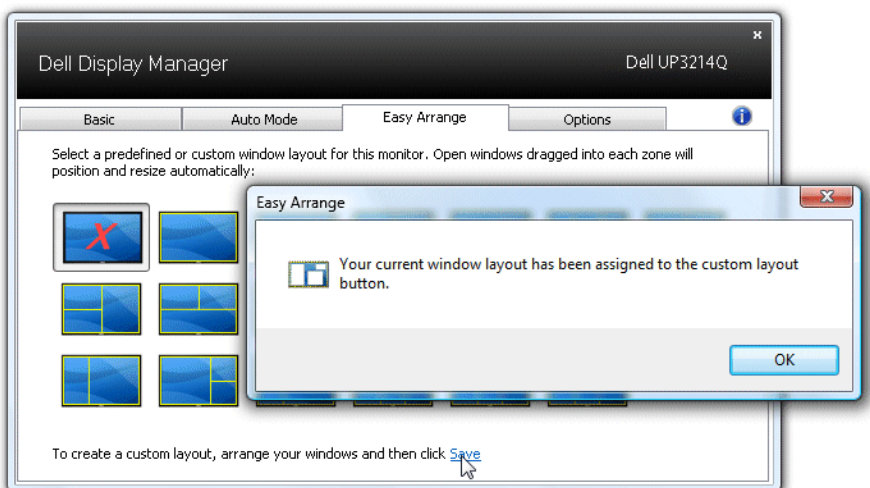 Dell Display Manager
Dell UP3214Q
Basic
Auto Mode
Easy Arrange
Options
Select a predefined or custom window layout for this monitor. Open windows dragged into each zone will
position and resize automatically:
Easy Arrange
Your current window layout has been assigned to the custom layout
button.
OK
To create a custom layout, arrange your windows and then click Save